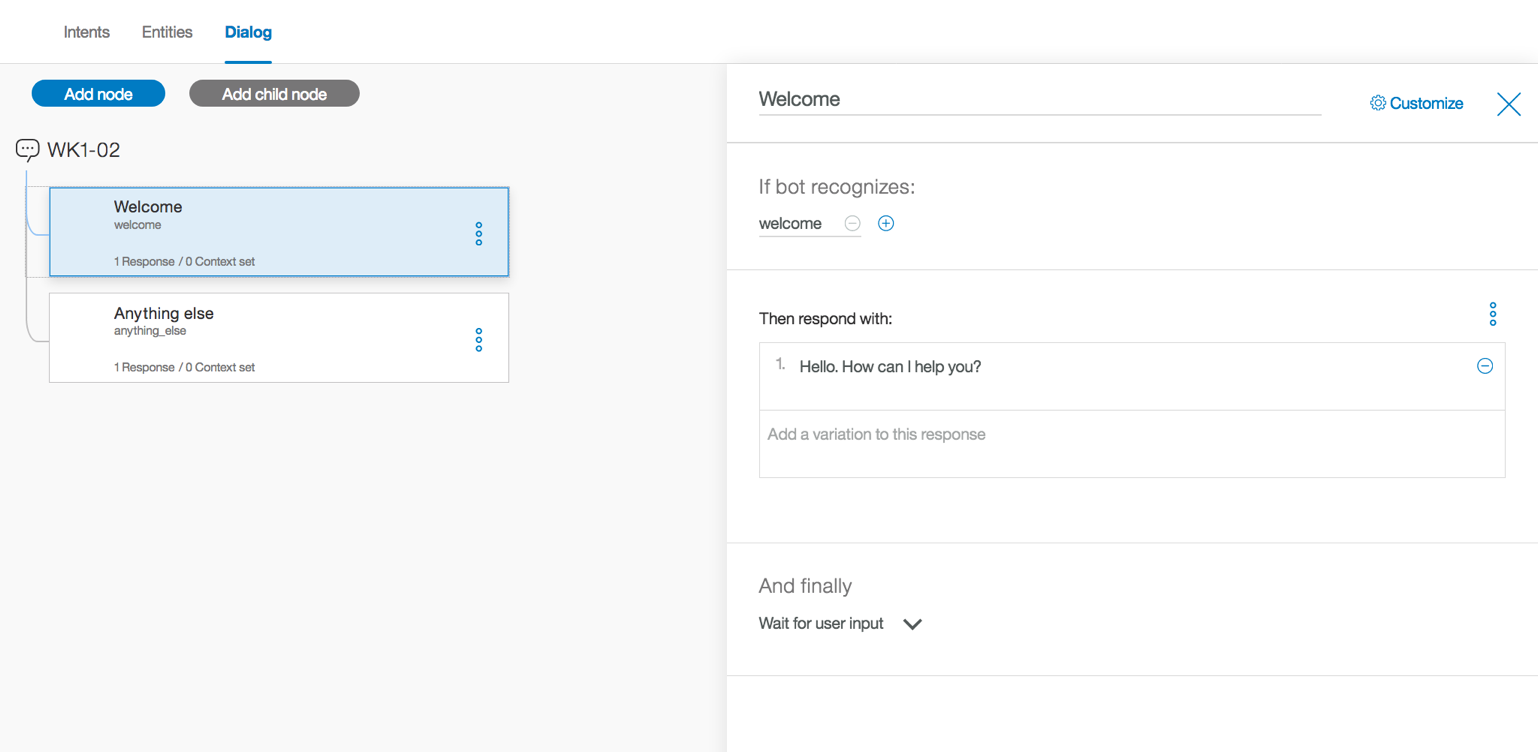 Intents Entities Dialog
Add node Add child node
WK1-02
Welcome
welcome
1 Response / 0 Context set
Anything else
anything_else
1 Response / 0 Context set
Welcome
Customize
If bot recognizes:
welcome
Then respond with:
1. Hello. How can I help you?
Add a variation to this response
And finally
Wait for user input